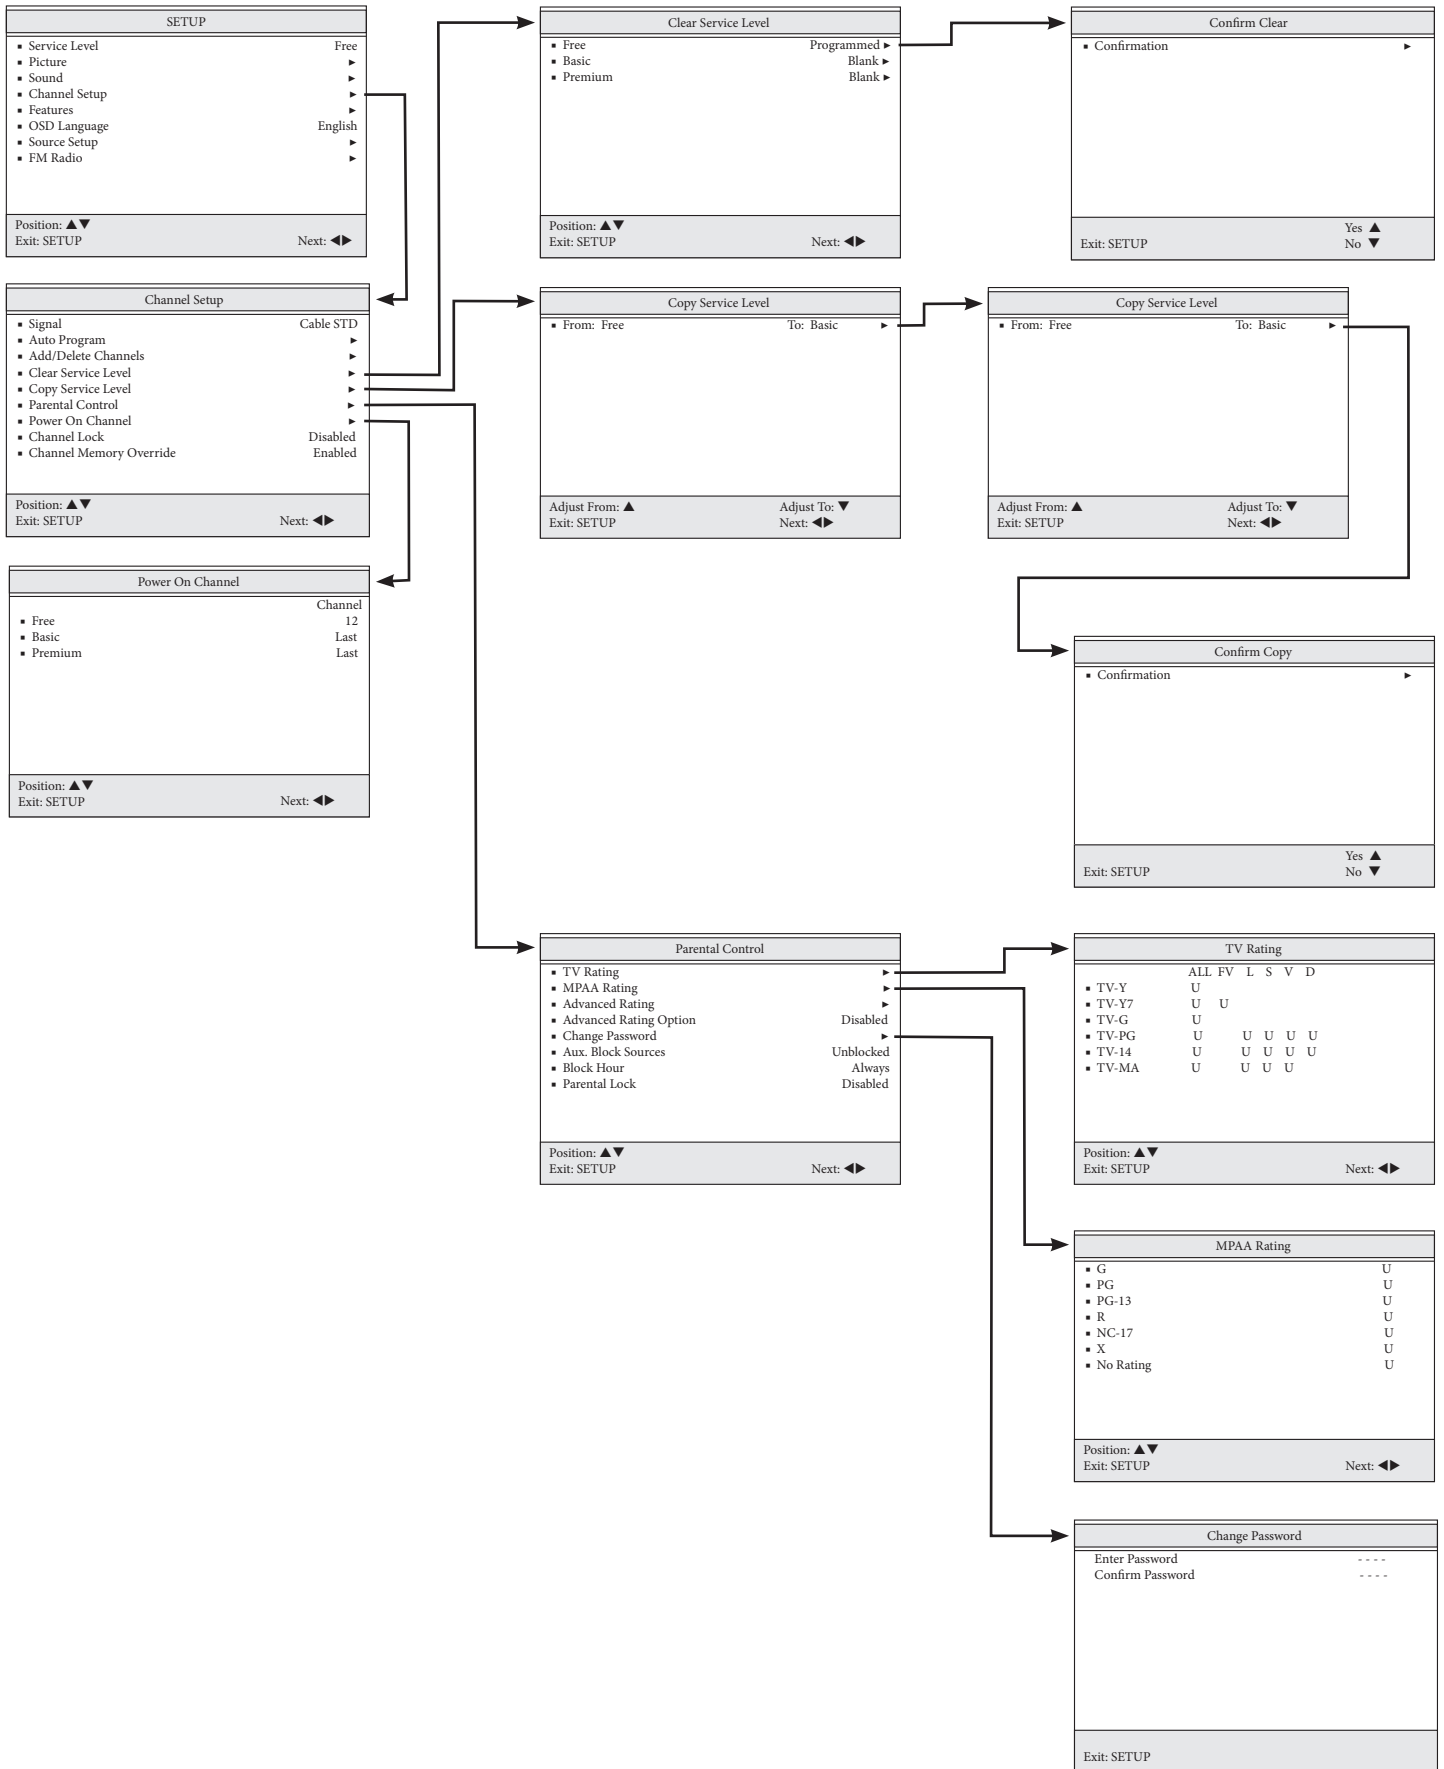 SETUP
▪ Service Level Free
▪ Picture ►
▪ Sound ►
▪ Channel Setup ►
▪ Features ►
▪ OSD Language English
▪ Source Setup ►
▪ FM Radio ►
Position: ▲▼
Exit: SETUP Next: ◀▶
Clear Service Level
▪ Free Programmed ►
▪ Basic Blank ►
▪ Premium Blank ►
Position: ▲▼
Exit: SETUP Next: ◀▶
Confirm Clear
▪ Confirmation ►
Yes ▲
Exit: SETUP No ▼
Channel Setup
▪ Signal Cable STD
▪ Auto Program ►
▪ Add/Delete Channels ►
▪ Clear Service Level ►
▪ Copy Service Level ►
▪ Parental Control ►
▪ Power On Channel ►
▪ Channel Lock Disabled
▪ Channel Memory Override Enabled
Position: ▲▼
Exit: SETUP Next: ◀▶
Copy Service Level
▪ From: Free To: Basic ►
Adjust From: ▲ Adjust To: ▼
Exit: SETUP Next: ◀▶
Copy Service Level
▪ From: Free To: Basic ►
Adjust From: ▲ Adjust To: ▼
Exit: SETUP Next: ◀▶
Power On Channel
Channel
▪ Free 12
▪ Basic Last
▪ Premium Last
Position: ▲▼
Exit: SETUP Next: ◀▶
Confirm Copy
▪ Confirmation ►
Yes ▲
Exit: SETUP No ▼
Parental Control
▪ TV Rating ►
▪ MPAA Rating ►
▪ Advanced Rating ►
▪ Advanced Rating Option Disabled
▪ Change Password ►
▪ Aux. Block Sources Unblocked
▪ Block Hour Always
▪ Parental Lock Disabled
Position: ▲▼
Exit: SETUP Next: ◀▶
TV Rating
ALL FV L S V D
▪ TV-Y U
▪ TV-Y7 U U
▪ TV-G U
▪ TV-PG U U U U U
▪ TV-14 U U U U U
▪ TV-MA U U U U
Position: ▲▼
Exit: SETUP Next: ◀▶
MPAA Rating
▪ G U
▪ PG U
▪ PG-13 U
▪ R U
▪ NC-17 U
▪ X U
▪ No Rating U
Position: ▲▼
Exit: SETUP Next: ◀▶
Change Password
Enter Password - - - -
Confirm Password - - - -
Exit: SETUP